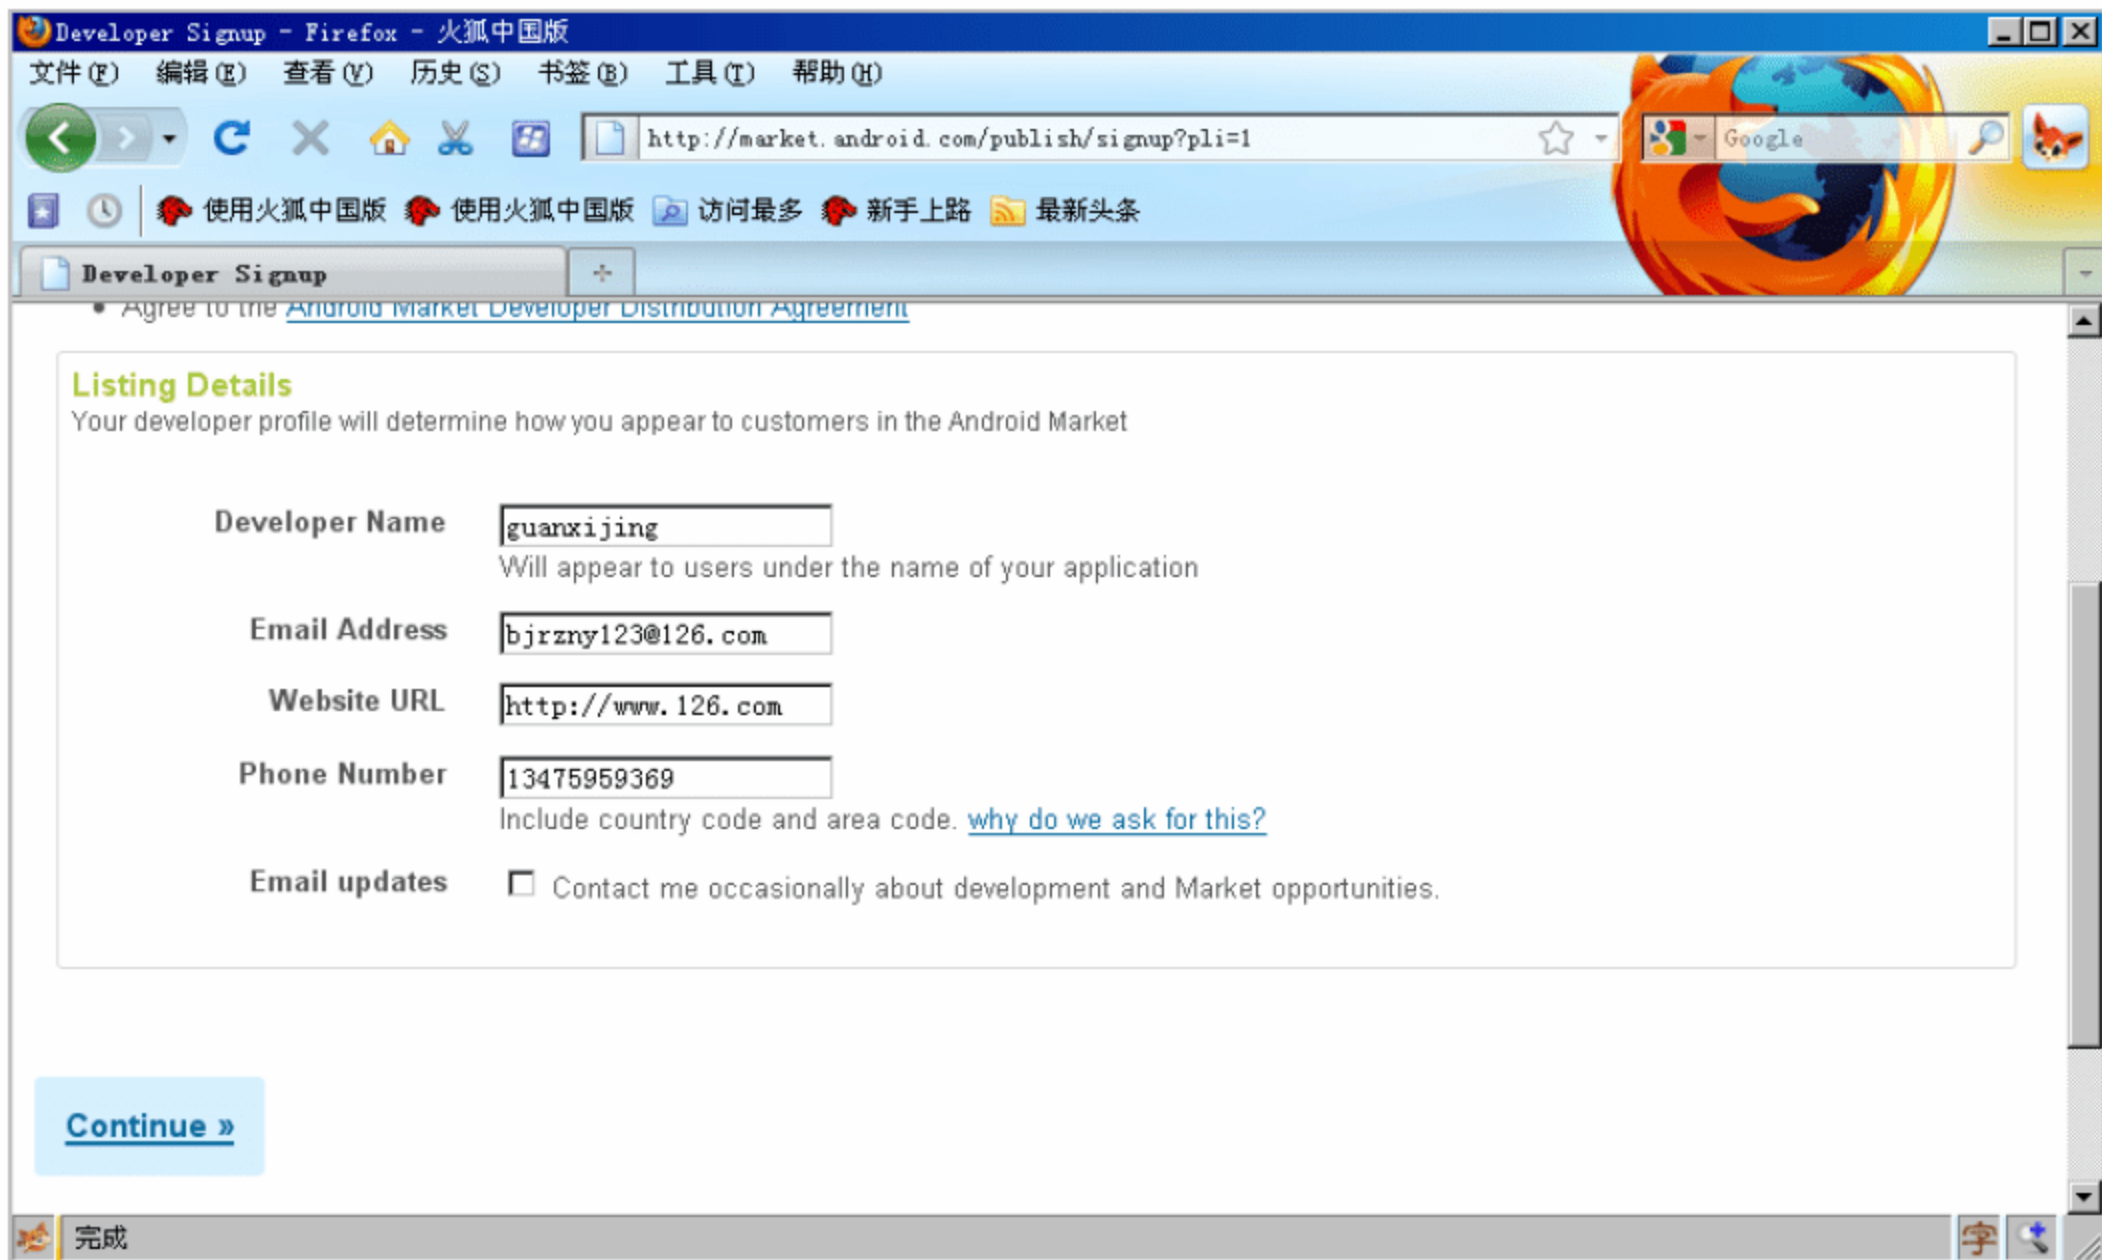 Developer Signup - Firefox - 火狐中国版
文件(F) 编辑(E) 查看(V) 历史(S) 书签(B) 工具(T) 帮助(H)
http://market.android.com/publish/signup?pli=1 Google
使用火狐中国版 使用火狐中国版 访问最多 新手上路 最新头条
Developer Signup
Agree to the Android Market Developer Distribution Agreement
Listing Details
Your developer profile will determine how you appear to customers in the Android Market
Developer Name guanxijing
Will appear to users under the name of your application
Email Address bjrzny123@126.com
Website URL http://www.126.com
Phone Number 13475959369
Include country code and area code. why do we ask for this?
Email updates Contact me occasionally about development and Market opportunities.
Continue »
完成 字